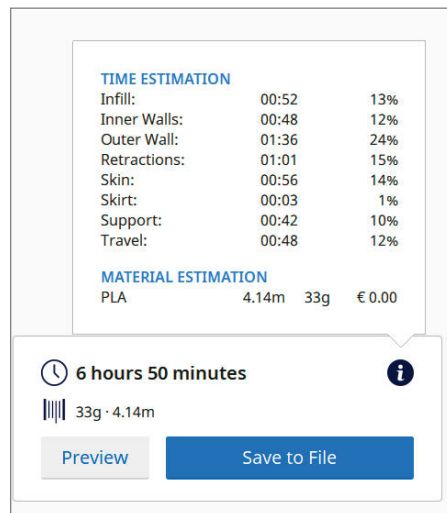 TIME ESTIMATION
Infill: 00:52 13%
Inner Walls: 00:48 12%
Outer Wall: 01:36 24%
Retractions: 01:01 15%
Skin: 00:56 14%
Skirt: 00:03 1%
Support: 00:42 10%
Travel: 00:48 12%
MATERIAL ESTIMATION
PLA 4.14m 33g € 0.00
6 hours 50 minutes
33g · 4.14m
Preview Save to File